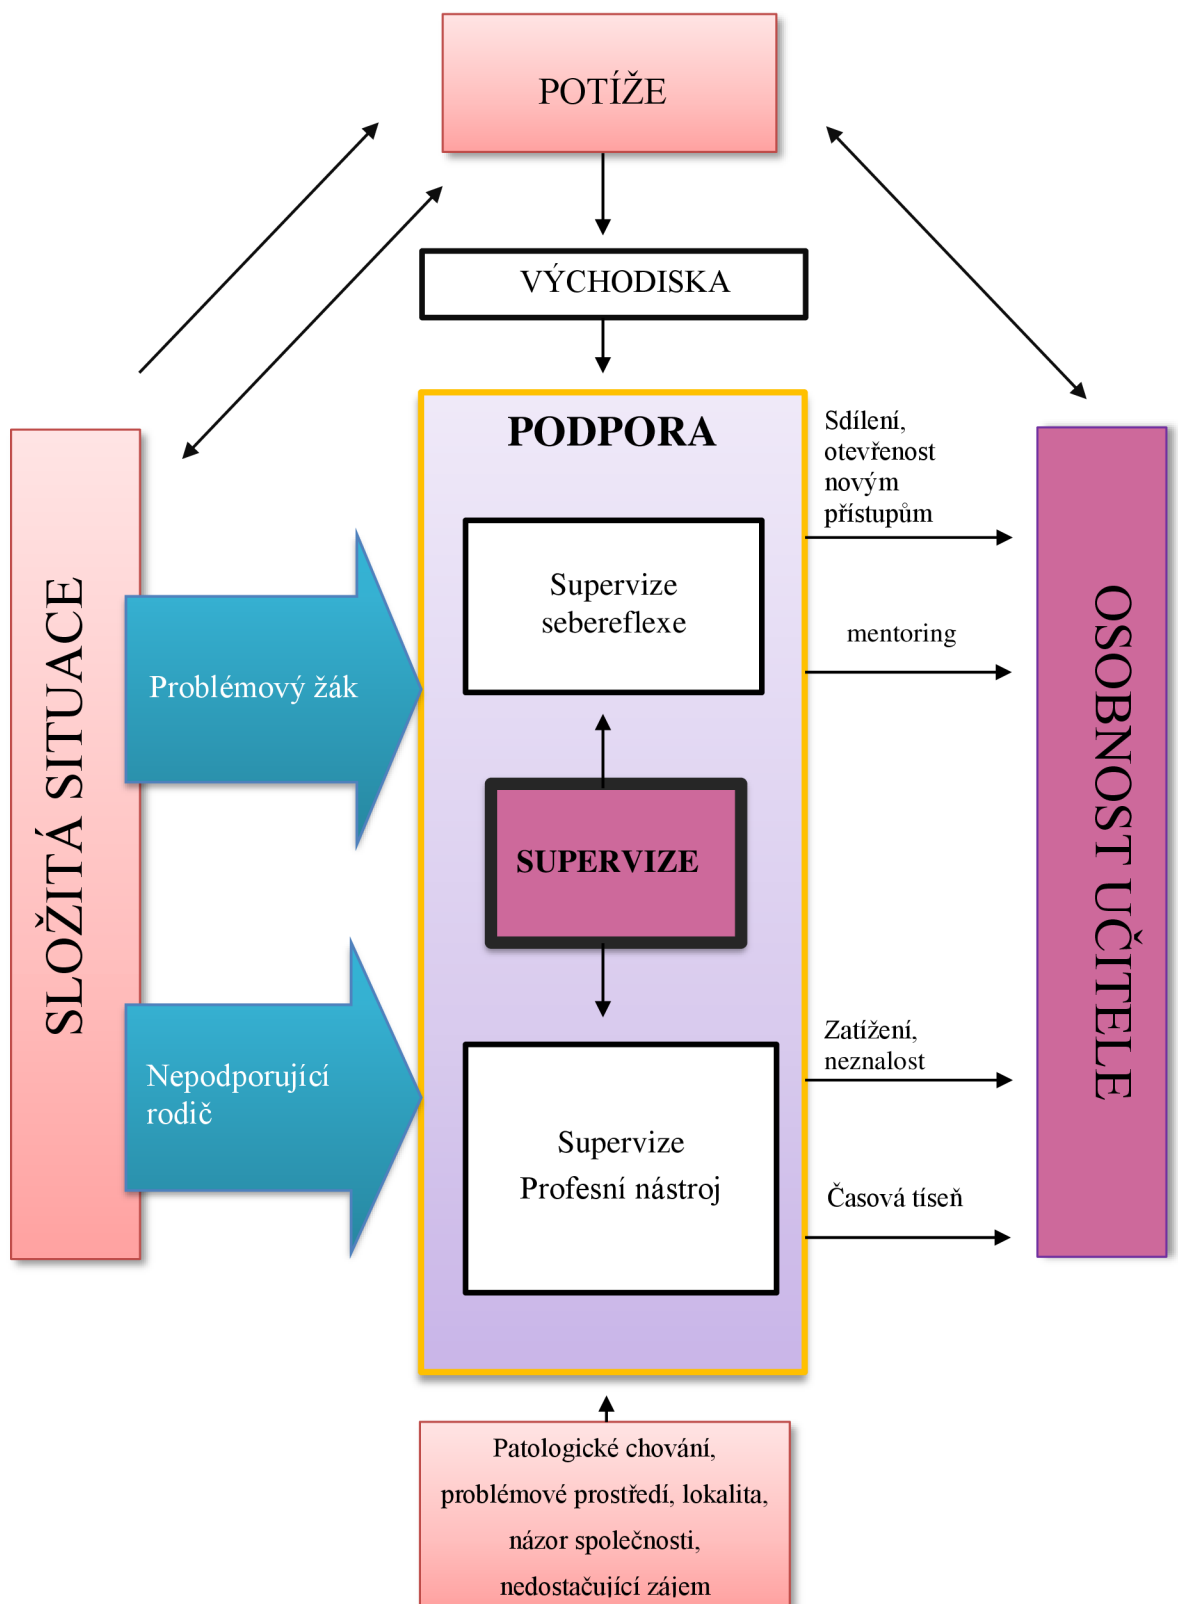 POTÍŽE
VÝCHODISKA
PODPORA
Sdílení,
otevřenost
novým
přístupům
SLOŽITÁ SITUACE
Problémový žák
Supervize
sebereflexe
mentoring
OSOBNOST UČITELE
SUPERVIZE
Nepodporující
rodič
Supervize
Profesní nástroj
Zatížení,
neznalost
Časová tíseň
Patologické chování,
problémové prostředí, lokalita,
názor společnosti,
nedostačující zájem